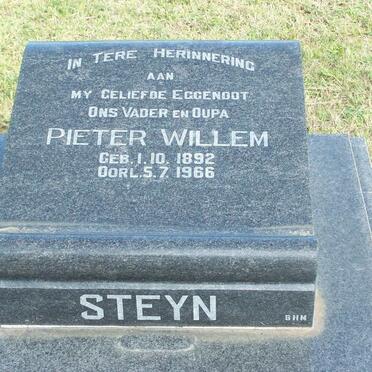 IN TERE HERINNERING
AAN
MY GELIEFDE EGGENOOT
ONS VADER EN OUPA
PIETER WILLEM
GEB. 1. 10. 1892
OORL. 5. 7. 1966
STEYN
GHM